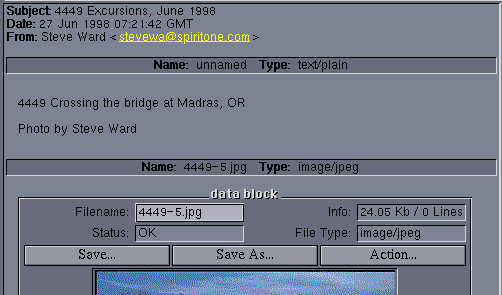 Subject: 4449 Excursions, June 1998
Date: 27 Jun 1998 07:21:42 GMT
From: Steve Ward <stevewa@spiritone.com>
Name: unnamed Type: text/plain
4449 Crossing the bridge at Madras, OR
Photo by Steve Ward
Name: 4449-5.jpg Type: image/jpeg
data block
Filename: 4449-5.jpg Info: 24.05 Kb / 0 Lines
Status: OK File Type: image/jpeg
Save... Save As... Action...